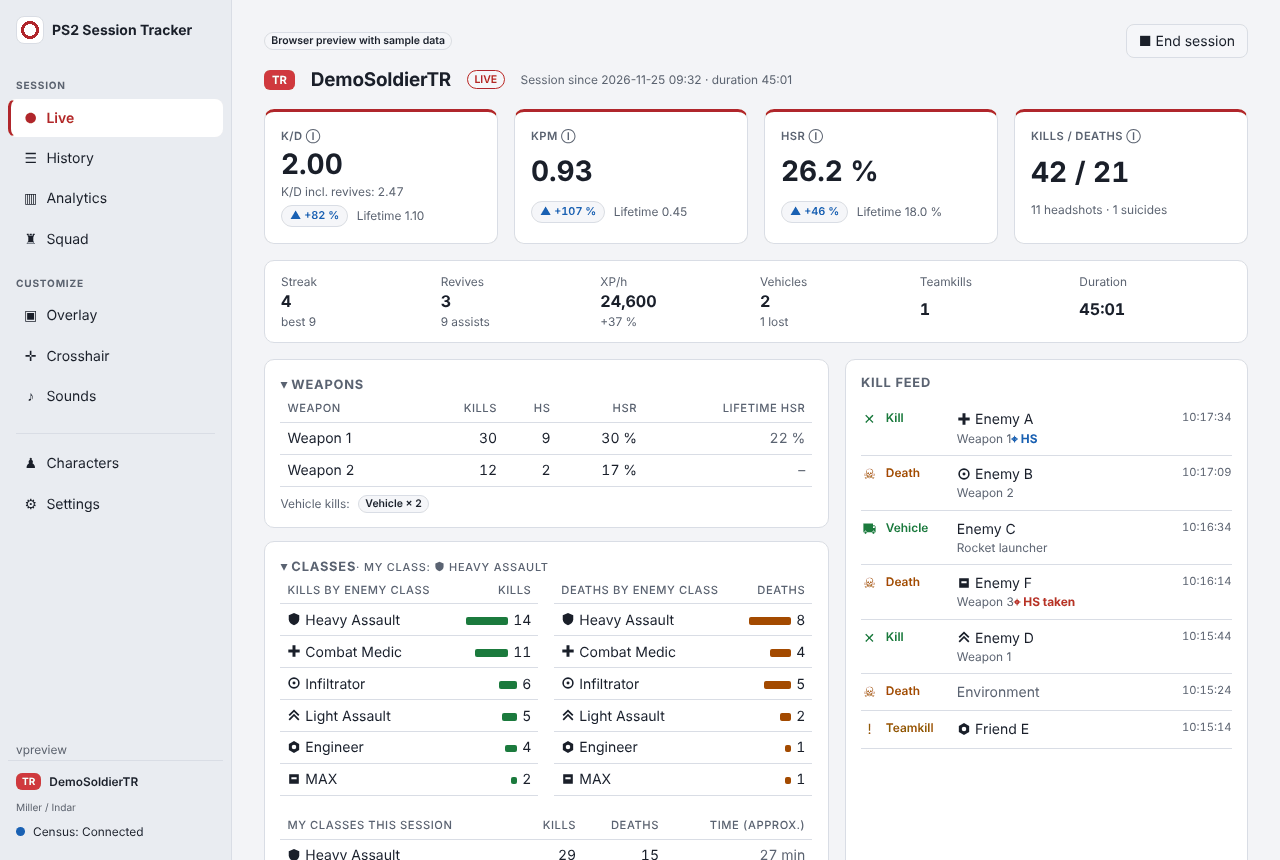 PS2 Session Tracker
SESSION
Live
History
Analytics
Squad
CUSTOMIZE
Overlay
Crosshair
Sounds
Characters
Settings
vpreview
TR DemoSoldierTR
Miller / Indar
Census: Connected
Browser preview with sample data
End session
TR DemoSoldierTR LIVE Session since 2026-11-25 09:32 · duration 45:01
K/D
2.00
K/D incl. revives: 2.47
▲ +82 % Lifetime 1.10
KPM
0.93
▲ +107 % Lifetime 0.45
HSR
26.2 %
▲ +46 % Lifetime 18.0 %
KILLS / DEATHS
42 / 21
11 headshots · 1 suicides
Streak
4
best 9
Revives
3
9 assists
XP/h
24,600
+37 %
Vehicles
2
1 lost
Teamkills
1
Duration
45:01
▾ WEAPONS
WEAPON KILLS HS HSR LIFETIME HSR
Weapon 1 30 9 30 % 22 %
Weapon 2 12 2 17 % –
Vehicle kills: Vehicle × 2
▾ CLASSES · MY CLASS: HEAVY ASSAULT
KILLS BY ENEMY CLASS KILLS
Heavy Assault 14
Combat Medic 11
Infiltrator 6
Light Assault 5
Engineer 4
MAX 2
DEATHS BY ENEMY CLASS DEATHS
Heavy Assault 8
Combat Medic 4
Infiltrator 5
Light Assault 2
Engineer 1
MAX 1
MY CLASSES THIS SESSION KILLS DEATHS TIME (APPROX.)
Heavy Assault 29 15 27 min
KILL FEED
✕ Kill Enemy A 10:17:34
Weapon 1 HS
Death Enemy B 10:17:09
Weapon 2
Vehicle Enemy C 10:16:34
Rocket launcher
Death Enemy F 10:16:14
Weapon 3 HS taken
✕ Kill Enemy D 10:15:44
Weapon 1
Death Environment 10:15:24
! Teamkill Friend E 10:15:14